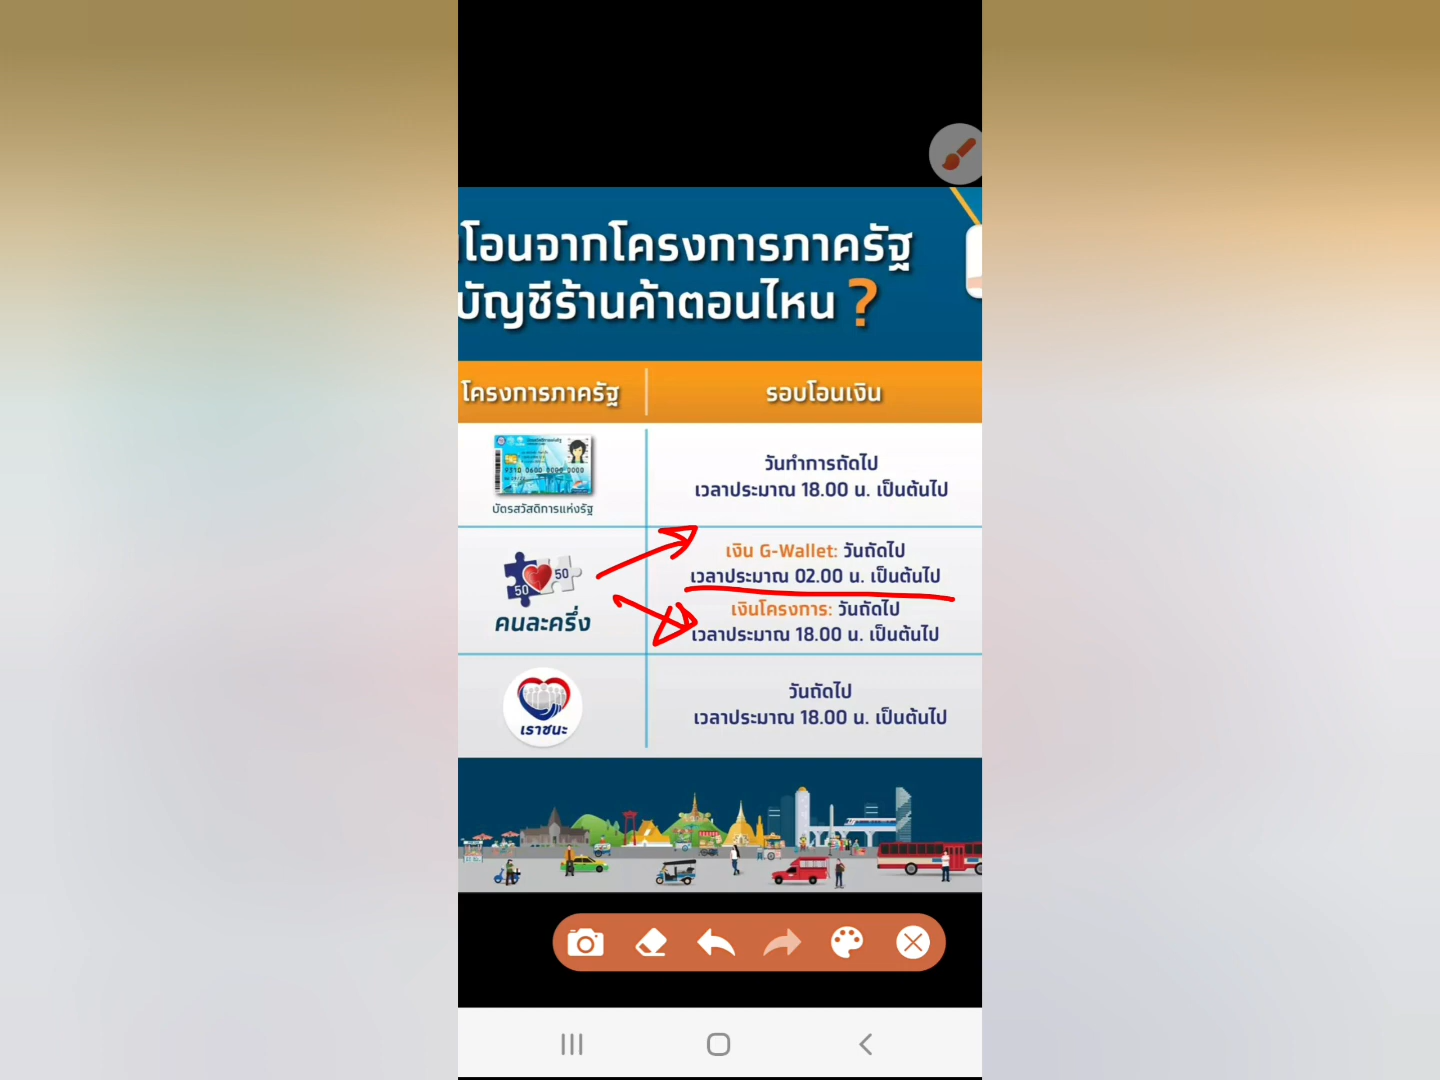 โอนจากโครงการภาครัฐ
บัญชีร้านค้าตอนไหน?
โครงการภาครัฐ
รอบโอนเงิน
9310 0600 0000 0000
บัตรสวัสดิการแห่งรัฐ
วันทำการถัดไป
เวลาประมาณ 18.00 น. เป็นต้นไป
50
50
คนละครึ่ง
เงิน G-Wallet: วันถัดไป
เวลาประมาณ 02.00 น. เป็นต้นไป
เงินโครงการ: วันถัดไป
เวลาประมาณ 18.00 น. เป็นต้นไป
เราชนะ
วันถัดไป
เวลาประมาณ 18.00 น. เป็นต้นไป